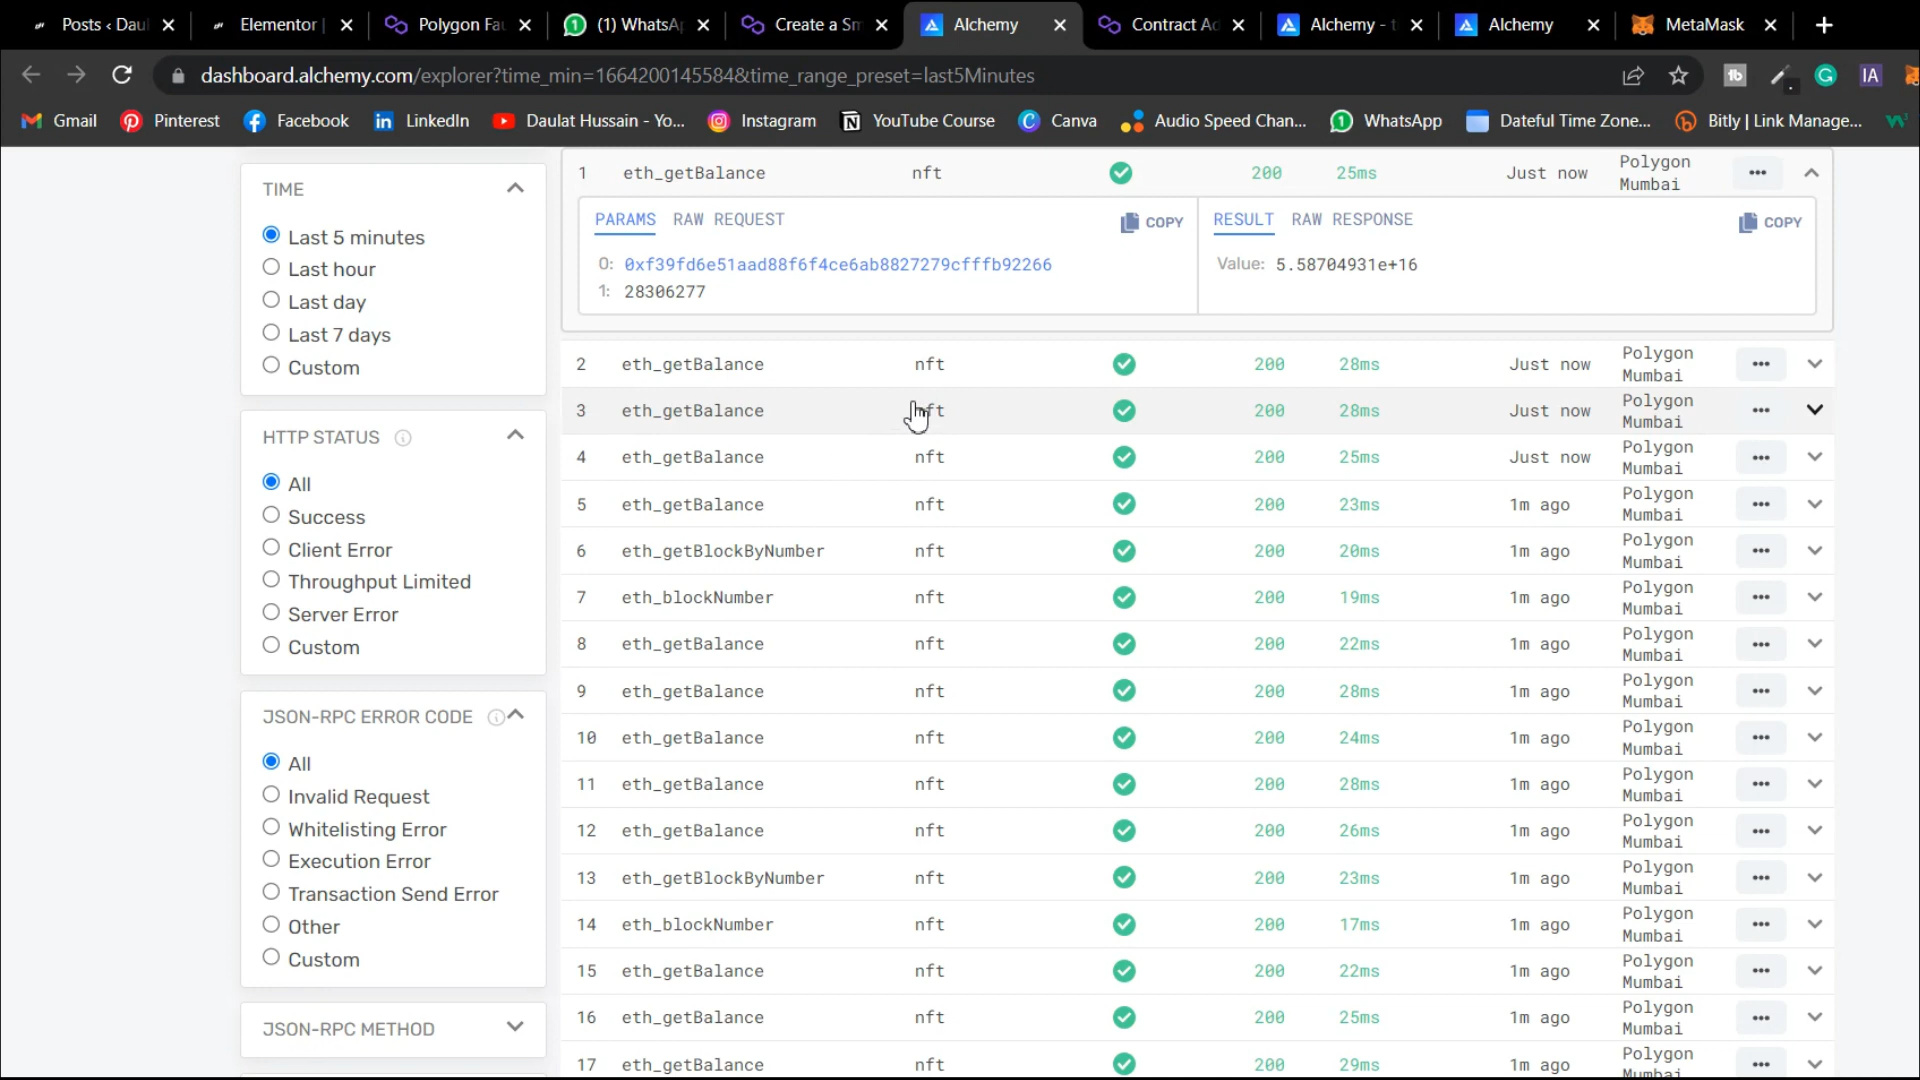 Posts ‹ Daul
Elementor |
Polygon Fau
(1) WhatsAp
Create a Sm
Alchemy
Contract Ad
Alchemy - t
Alchemy
MetaMask
dashboard.alchemy.com/explorer?time_min=1664200145584&time_range_preset=last5Minutes
Gmail
Pinterest
Facebook
LinkedIn
Daulat Hussain - Yo...
Instagram
YouTube Course
Canva
Audio Speed Chan...
WhatsApp
Dateful Time Zone...
Bitly | Link Manage...
TIME
Last 5 minutes
Last hour
Last day
Last 7 days
Custom
HTTP STATUS
All
Success
Client Error
Throughput Limited
Server Error
Custom
JSON-RPC ERROR CODE
All
Invalid Request
Whitelisting Error
Execution Error
Transaction Send Error
Other
Custom
JSON-RPC METHOD
1 eth_getBalance nft 200 25ms Just now Polygon Mumbai
PARAMS RAW REQUEST COPY
0: 0xf39fd6e51aad88f6f4ce6ab8827279cfffb92266
1: 28306277
RESULT RAW RESPONSE COPY
Value: 5.58704931e+16
2 eth_getBalance nft 200 28ms Just now Polygon Mumbai
3 eth_getBalance nft 200 28ms Just now Polygon Mumbai
4 eth_getBalance nft 200 25ms Just now Polygon Mumbai
5 eth_getBalance nft 200 23ms 1m ago Polygon Mumbai
6 eth_getBlockByNumber nft 200 20ms 1m ago Polygon Mumbai
7 eth_blockNumber nft 200 19ms 1m ago Polygon Mumbai
8 eth_getBalance nft 200 22ms 1m ago Polygon Mumbai
9 eth_getBalance nft 200 28ms 1m ago Polygon Mumbai
10 eth_getBalance nft 200 24ms 1m ago Polygon Mumbai
11 eth_getBalance nft 200 28ms 1m ago Polygon Mumbai
12 eth_getBalance nft 200 26ms 1m ago Polygon Mumbai
13 eth_getBlockByNumber nft 200 23ms 1m ago Polygon Mumbai
14 eth_blockNumber nft 200 17ms 1m ago Polygon Mumbai
15 eth_getBalance nft 200 22ms 1m ago Polygon Mumbai
16 eth_getBalance nft 200 25ms 1m ago Polygon Mumbai
17 eth_getBalance nft 200 29ms 1m ago Polygon Mumbai